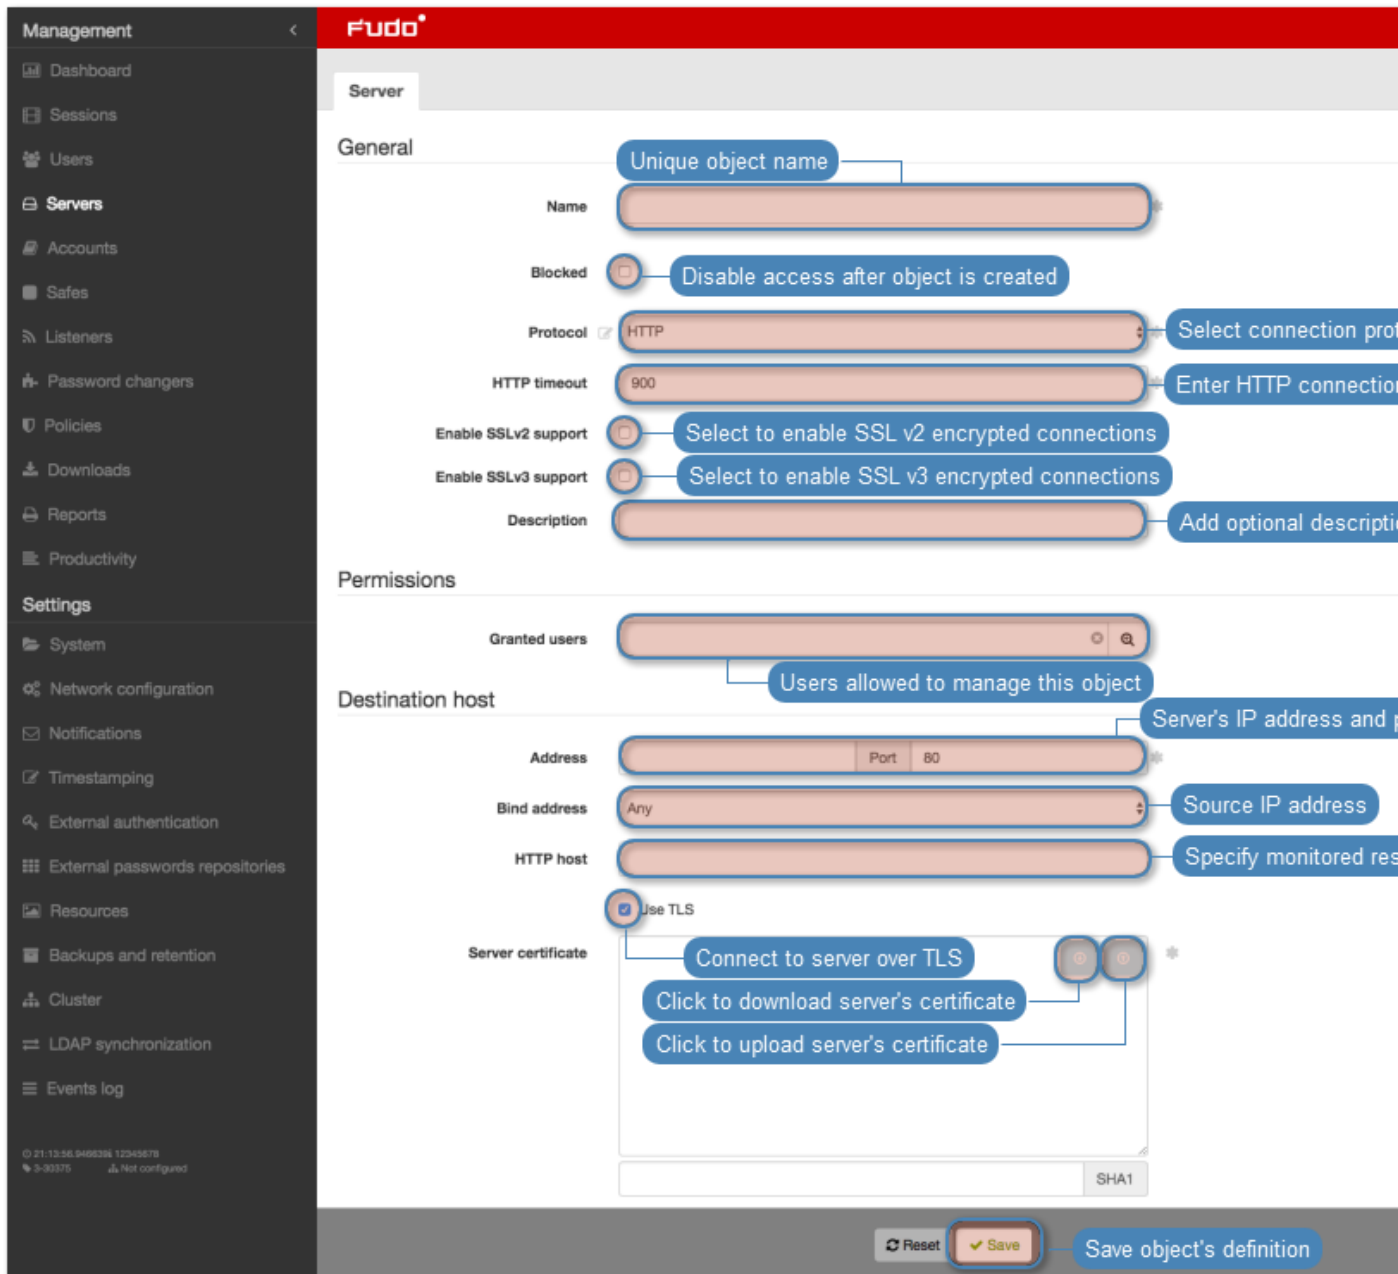 Management
Dashboard
Sessions
Users
Servers
Accounts
Safes
Listeners
Password changers
Policies
Downloads
Reports
Productivity
Settings
System
Network configuration
Notifications
Timestamping
External authentication
External passwords repositories
Resources
Backups and retention
Cluster
LDAP synchronization
Events log
12345678
3-30375 Not configured
FUDO
Server
General
Unique object name
Name
Blocked
Disable access after object is created
Protocol HTTP
Select connection
HTTP timeout 900
Enter HTTP
Enable SSLv2 support
Select to enable SSL v2 encrypted connections
Enable SSLv3 support
Select to enable SSL v3 encrypted connections
Description
Add optional
Permissions
Granted users
Users allowed to manage this object
Destination host
Server's IP address and
Address Port 80
Bind address Any
Source IP address
HTTP host
Specify monitored
Use TLS
Server certificate
Connect to server over TLS
Click to download server's certificate
Click to upload server's certificate
SHA1
Reset Save
Save object's definition